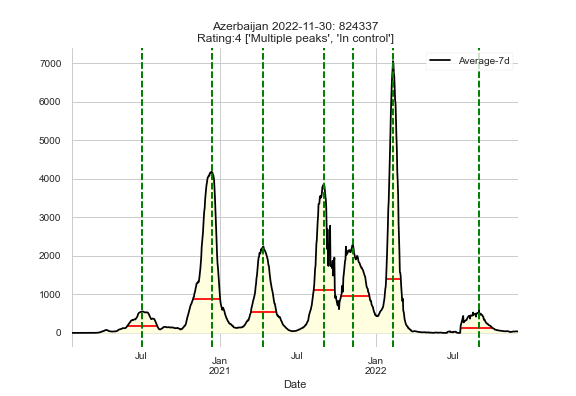 Azerbaijan 2022-11-30: 824337
Rating:4 ['Multiple peaks', 'In control']
Average-7d
7000
6000
5000
4000
3000
2000
1000
0
Jul
Jan
2021
Jul
Jan
2022
Jul
Date